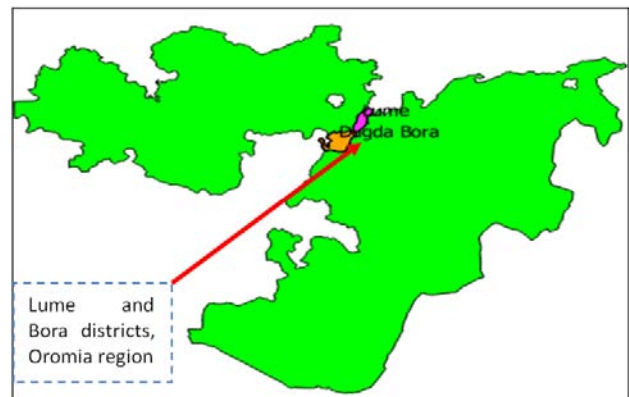 Lume
Dugda Bora
Lume and
Bora districts,
Oromia region